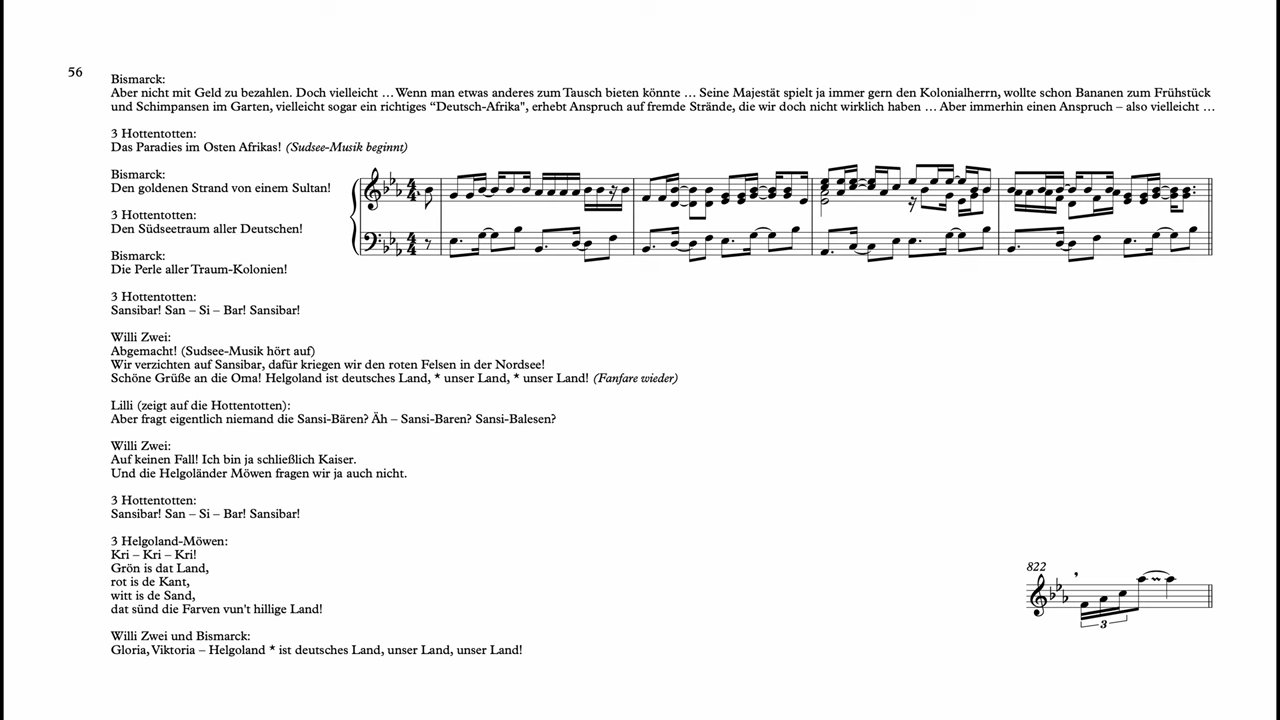 56
Bismarck:
Aber nicht mit Geld zu bezahlen. Doch vielleicht … Wenn man etwas anderes zum Tausch bieten könnte … Seine Majestät spielt ja immer gern den Kolonialherrn, wollte schon Bananen zum Frühstück
und Schimpansen im Garten, vielleicht sogar ein richtiges “Deutsch-Afrika", erhebt Anspruch auf fremde Strände, die wir doch nicht wirklich haben … Aber immerhin einen Anspruch – also vielleicht …
3 Hottentotten:
Das Paradies im Osten Afrikas! (Sudsee-Musik beginnt)
Bismarck:
Den goldenen Strand von einem Sultan!
3 Hottentotten:
Den Südseetraum aller Deutschen!
Bismarck:
Die Perle aller Traum-Kolonien!
3 Hottentotten:
Sansibar! San – Si – Bar! Sansibar!
Willi Zwei:
Abgemacht! (Sudsee-Musik hört auf)
Wir verzichten auf Sansibar, dafür kriegen wir den roten Felsen in der Nordsee!
Schöne Grüße an die Oma! Helgoland ist deutsches Land, * unser Land, * unser Land! (Fanfare wieder)
Lilli (zeigt auf die Hottentotten):
Aber fragt eigentlich niemand die Sansi-Bären? Äh – Sansi-Baren? Sansi-Balesen?
Willi Zwei:
Auf keinen Fall! Ich bin ja schließlich Kaiser.
Und die Helgoländer Möwen fragen wir ja auch nicht.
3 Hottentotten:
Sansibar! San – Si – Bar! Sansibar!
3 Helgoland-Möwen:
Kri – Kri – Kri!
Grön is dat Land,
rot is de Kant,
witt is de Sand,
dat sünd die Farven vun't hillige Land!
822
3
Willi Zwei und Bismarck:
Gloria, Viktoria – Helgoland * ist deutsches Land, unser Land, unser Land!